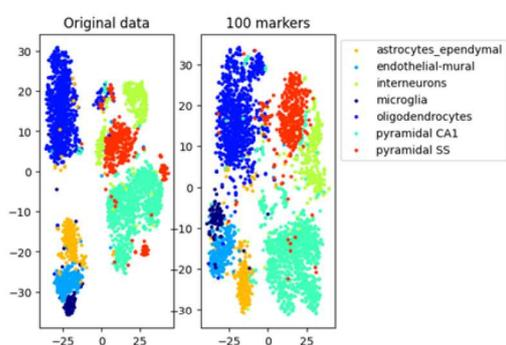 Original data
100 markers
30
20
10
0
−10
−20
−30
−25
0
25
30
20
10
0
−10
−20
−30
−25
0
25
astrocytes_ependymal
endothelial-mural
interneurons
microglia
oligodendrocytes
pyramidal CA1
pyramidal SS